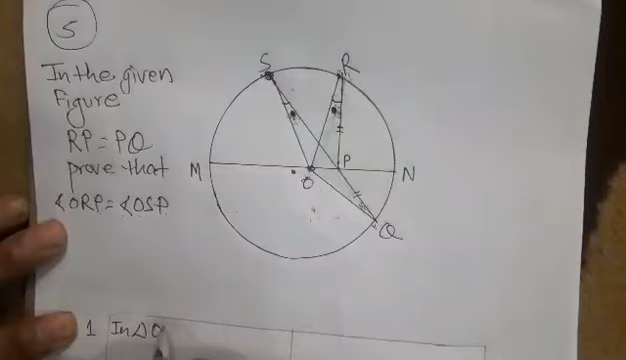 5
In the given
Figure
RP = PQ
prove that
∠ORP = ∠OSP.
S
R
M
O
P
N
Q
1 In △ O